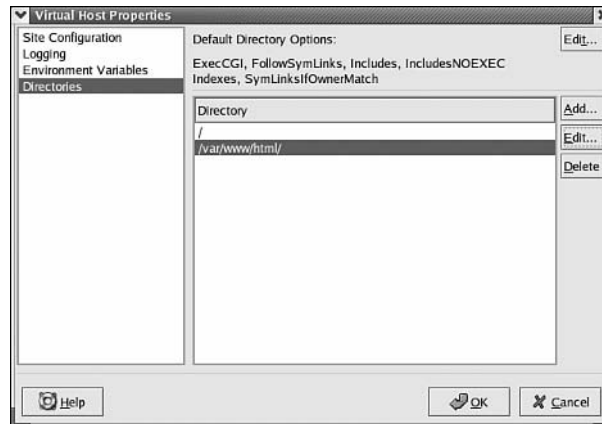 Virtual Host Properties
Site Configuration
Logging
Environment Variables
Directories
Default Directory Options:
Edit...
ExecCGI, FollowSymLinks, Includes, IncludesNOEXEC
Indexes, SymLinksIfOwnerMatch
Directory
Add...
/
Edit...
/var/www/html/
Delete
Help
OK
Cancel